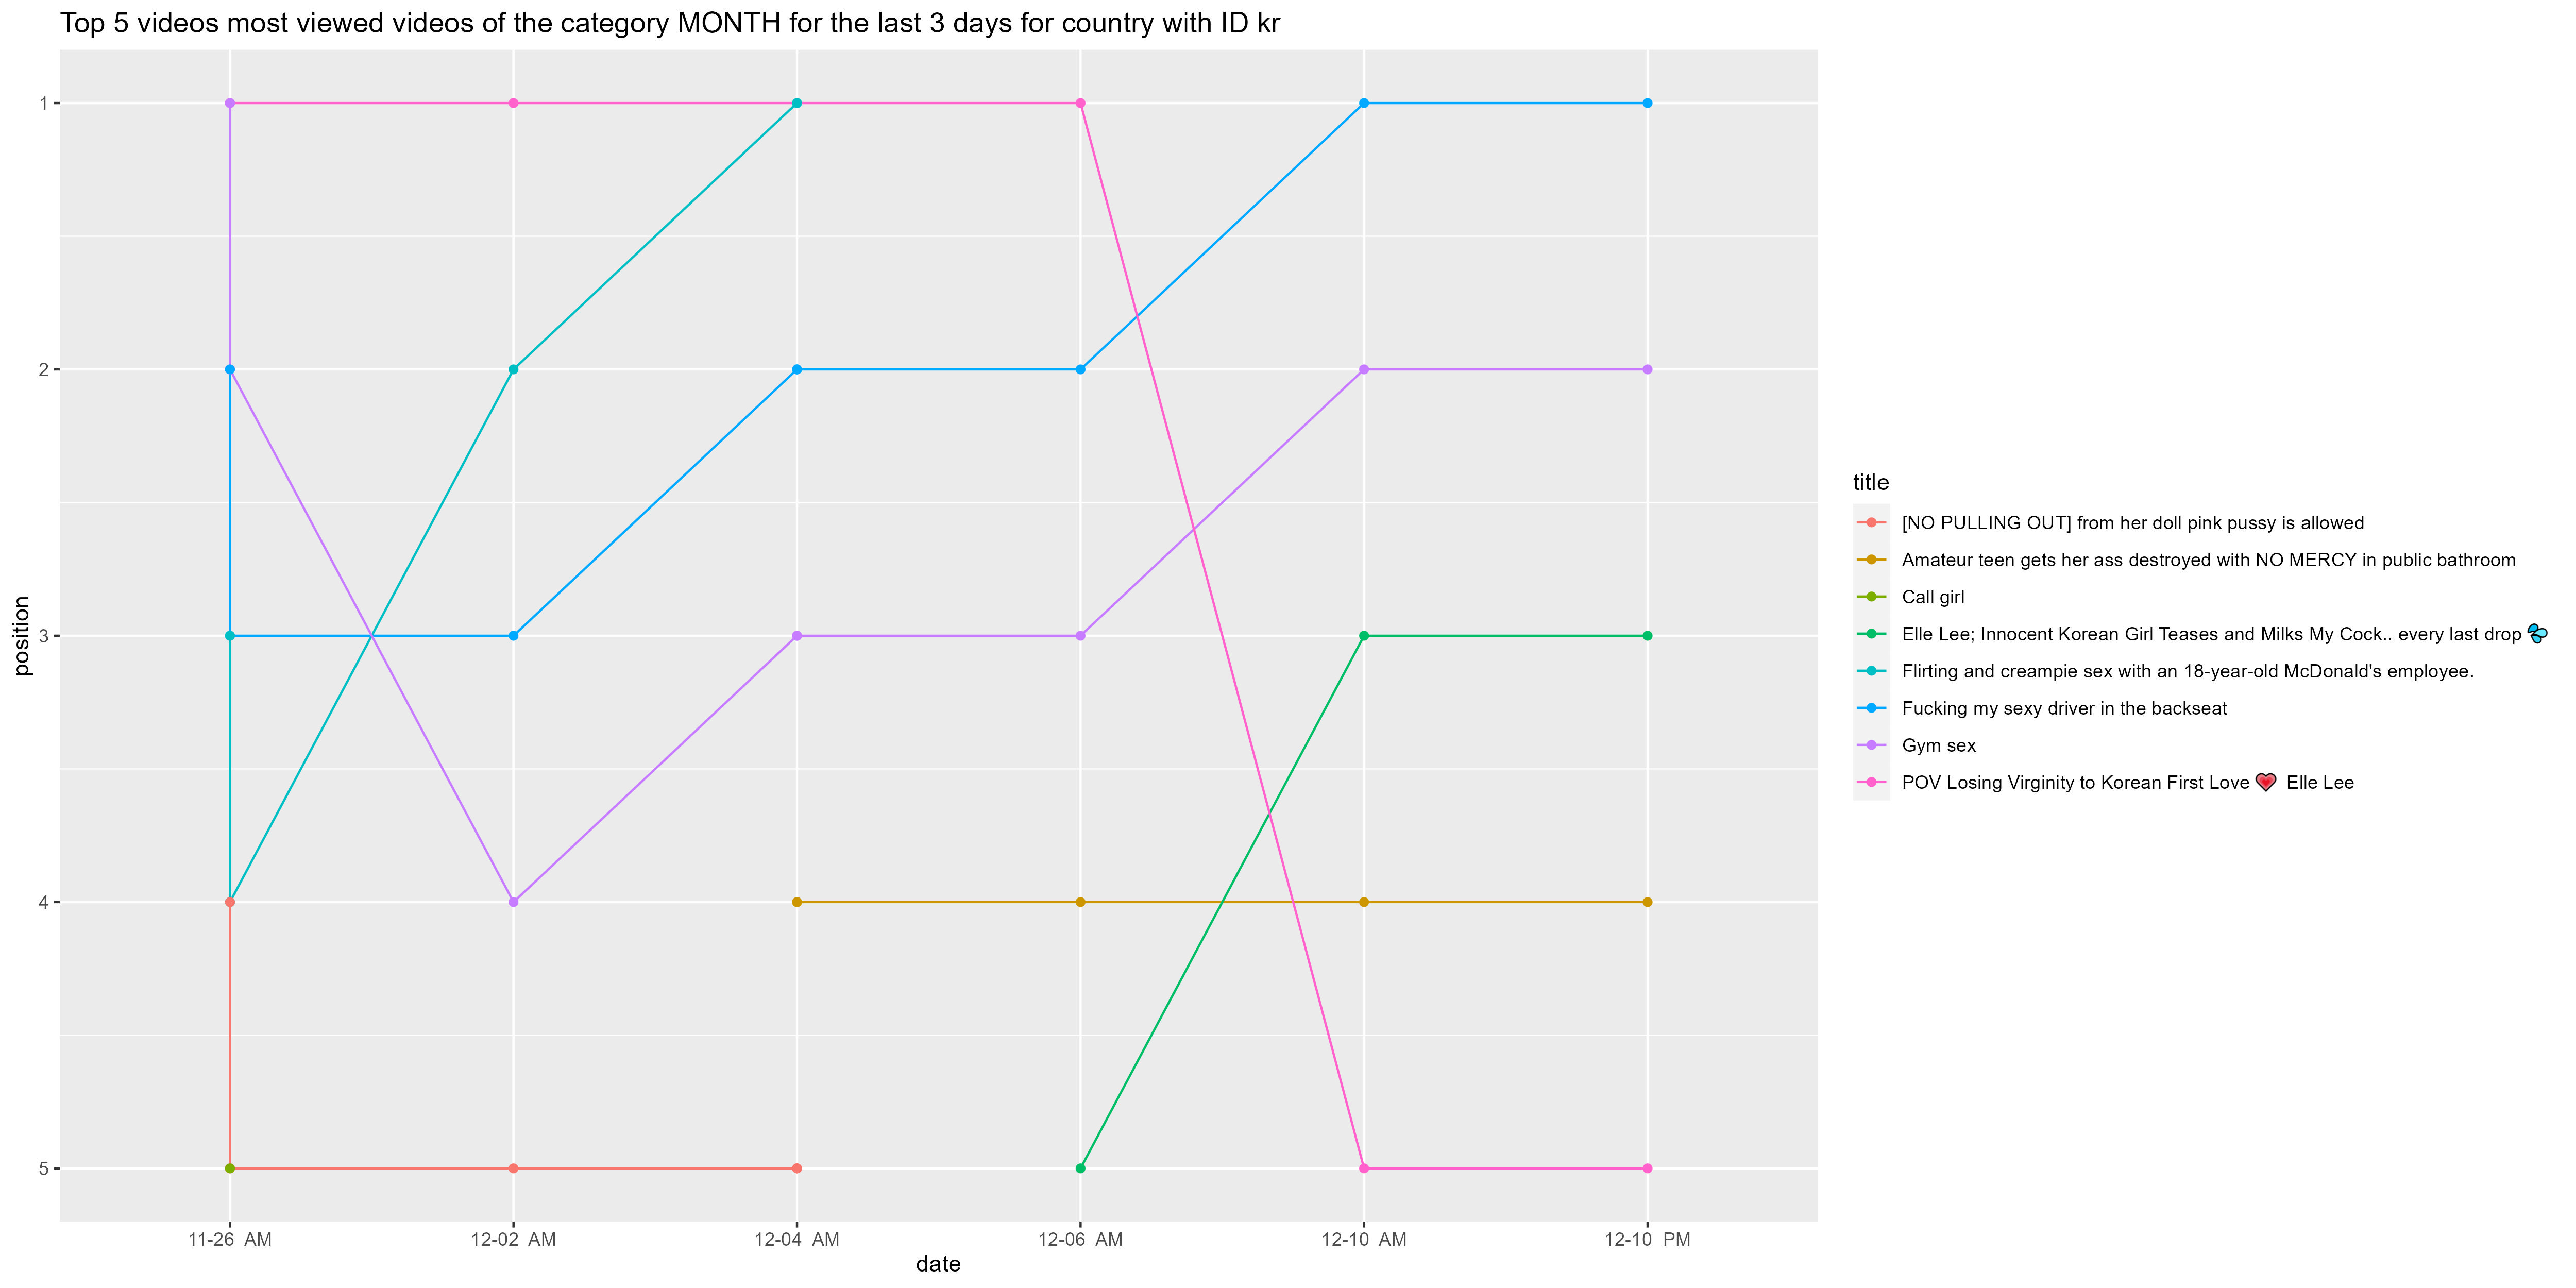 Top 5 videos most viewed videos of the category MONTH for the last 3 days for country with ID kr
1
2
3
4
5
position
11-26 AM
12-02 AM
12-04 AM
12-06 AM
12-10 AM
12-10 PM
date
title
[NO PULLING OUT] from her doll pink pussy is allowed
Amateur teen gets her ass destroyed with NO MERCY in public bathroom
Call girl
Elle Lee; Innocent Korean Girl Teases and Milks My Cock.. every last drop 💦
Flirting and creampie sex with an 18-year-old McDonald's employee.
Fucking my sexy driver in the backseat
Gym sex
POV Losing Virginity to Korean First Love 💗 Elle Lee